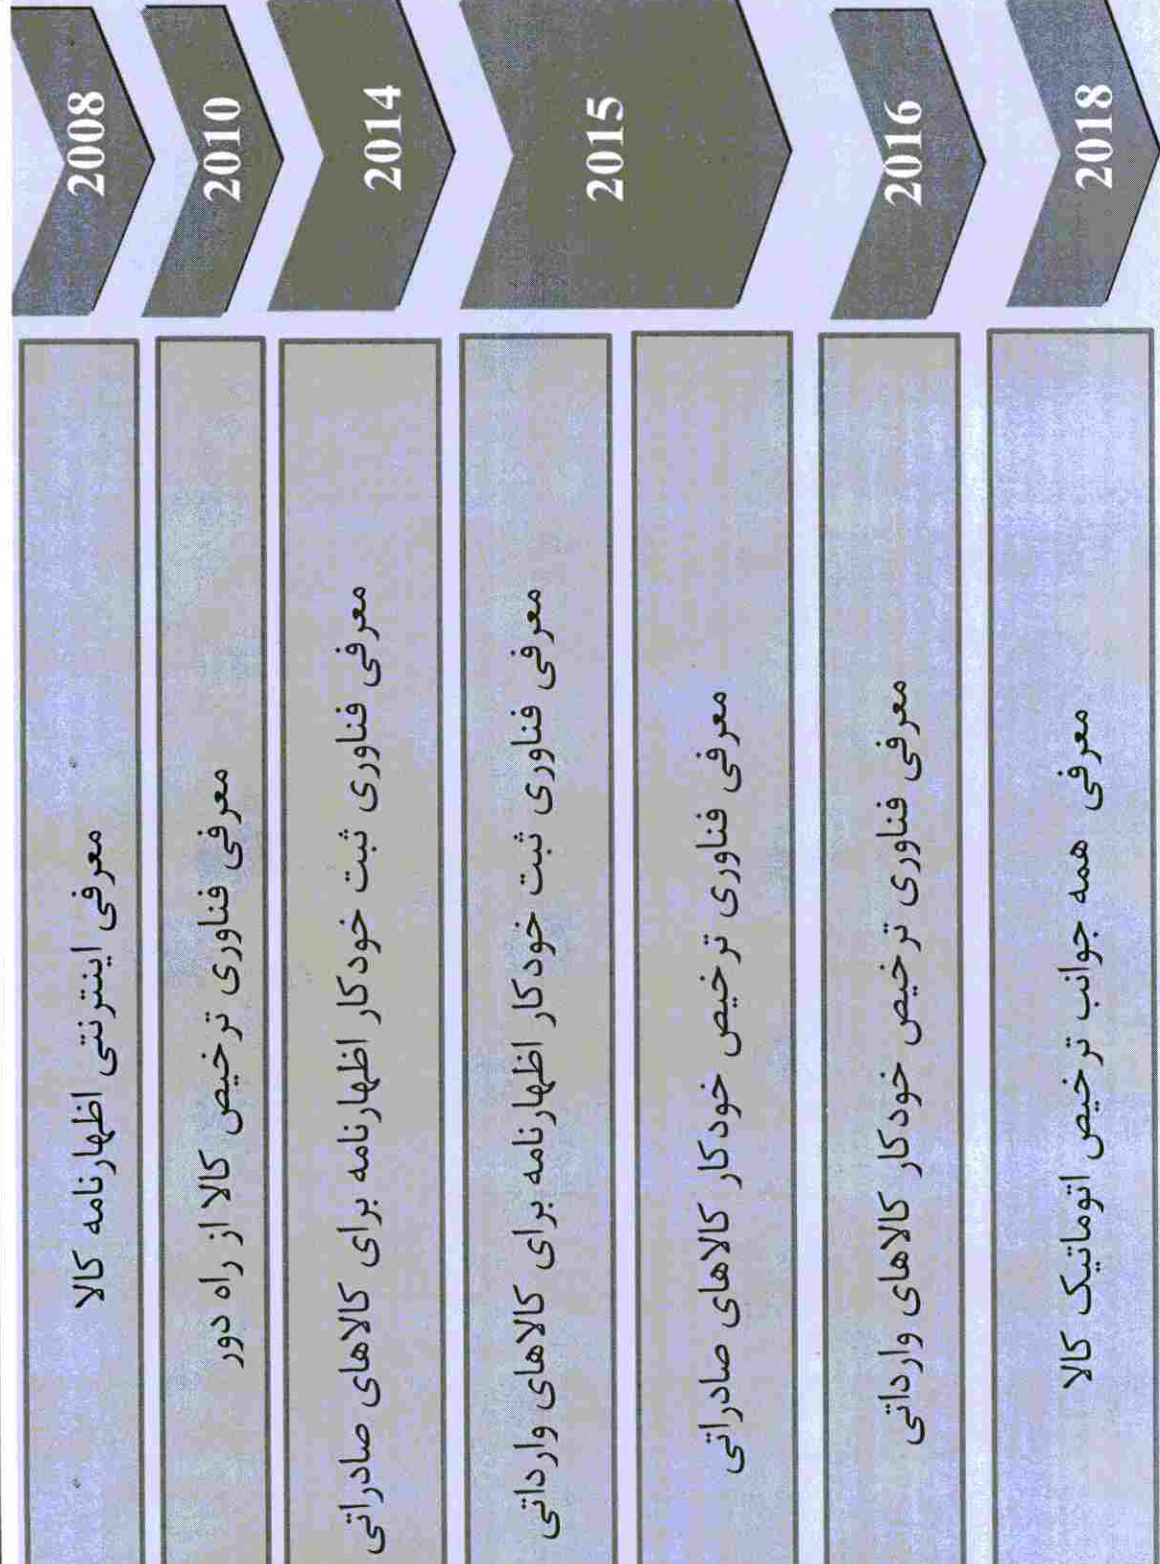 2008
معرفی اینترنتی اظهارنامه کالا
2010
معرفی فناوری ترخیص کالا از راه دور
2014
معرفی فناوری ثبت خودکار اظهارنامه برای کالاهای صادراتی
2015
معرفی فناوری ثبت خودکار اظهارنامه برای کالاهای وارداتی
معرفی فناوری ترخیص خودکار کالاهای صادراتی
2016
معرفی فناوری ترخیص خودکار کالاهای وارداتی
2018
معرفی همه جوانب ترخیص اتوماتیک کالا